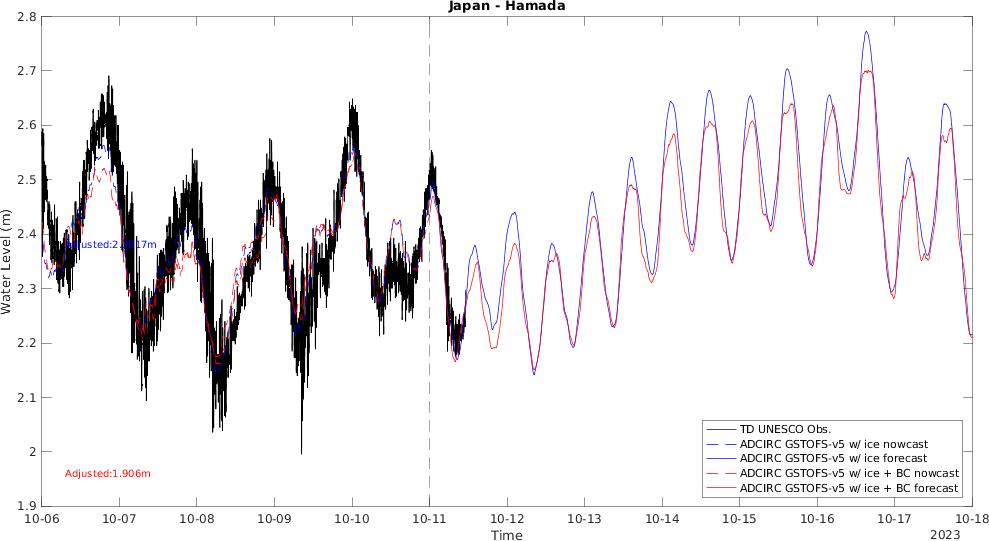 Japan - Hamada
Water Level (m)
2.8
2.7
2.6
2.5
2.4
2.3
2.2
2.1
2
1.9
Adjusted:1.906m
TD UNESCO Obs.
ADCIRC GSTOFS-v5 w/ ice nowcast
ADCIRC GSTOFS-v5 w/ ice forecast
ADCIRC GSTOFS-v5 w/ ice + BC nowcast
ADCIRC GSTOFS-v5 w/ ice + BC forecast
10-06 10-07 10-08 10-09 10-10 10-11 10-12 10-13 10-14 10-15 10-16 10-17 10-18
Time
2023